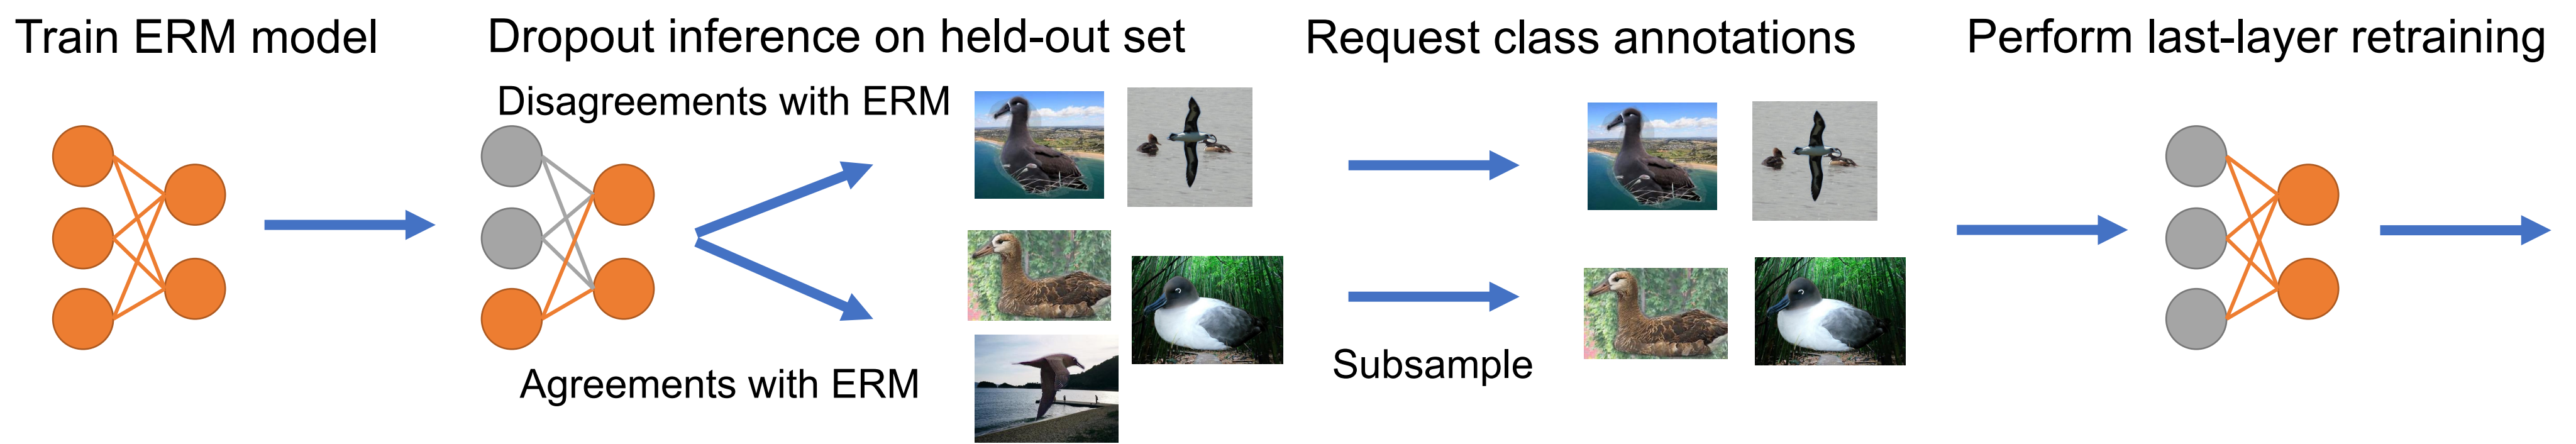 Train ERM model
Dropout inference on held-out set
Request class annotations
Perform last-layer retraining
Disagreements with ERM
Agreements with ERM
Subsample